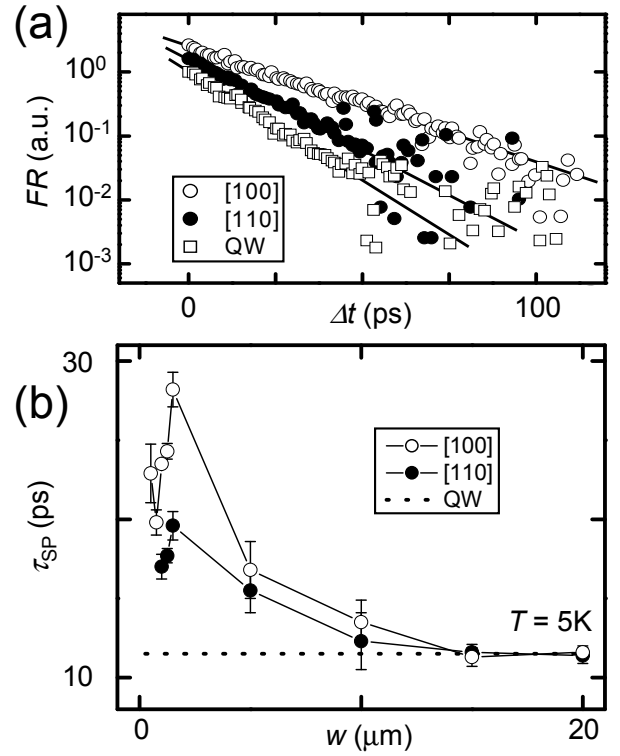 (a)
10⁰
10⁻¹
10⁻²
10⁻³
FR (a.u.)
[100]
[110]
QW
0
100
Δt (ps)
(b)
30
10
τSP (ps)
[100]
[110]
QW
T = 5K
0
10
20
w (μm)